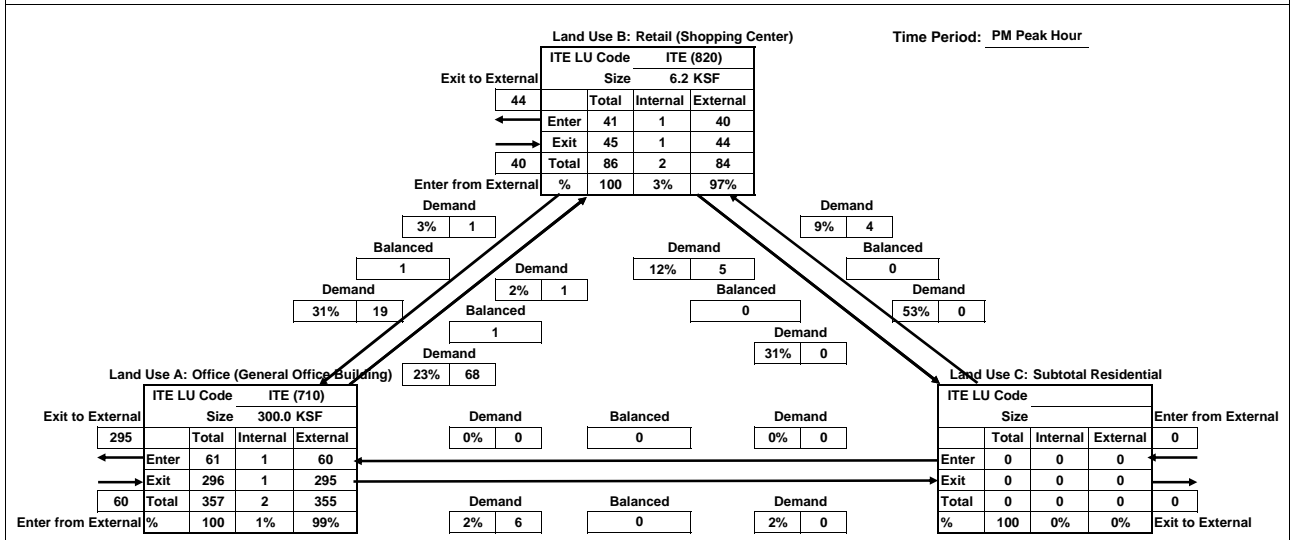 Land Use B: Retail (Shopping Center)
Time Period: PM Peak Hour
ITE LU Code ITE (820)
Exit to External Size 6.2 KSF
44 Total Internal External
Enter 41 1 40
Exit 45 1 44
40 Total 86 2 84
Enter from External % 100 3% 97%
Demand Demand
3% 1 9% 4
Balanced Demand Balanced
1 Demand 12% 5 0
Demand 2% 1 Balanced Demand
31% 19 Balanced 0 53% 0
1 Demand
Demand 31% 0
Land Use A: Office (General Office Building) 23% 68 Land Use C: Subtotal Residential
ITE LU Code ITE (710) ITE LU Code
Exit to External Size 300.0 KSF Demand Balanced Demand Size Enter from External
295 Total Internal External 0% 0 0 0% 0 Total Internal External 0
Enter 61 1 60 Enter 0 0 0
Exit 296 1 295 Exit 0 0 0
60 Total 357 2 355 Demand Balanced Demand Total 0 0 0 0
Enter from External % 100 1% 99% 2% 6 0 2% 0 % 100 0% 0% Exit to External